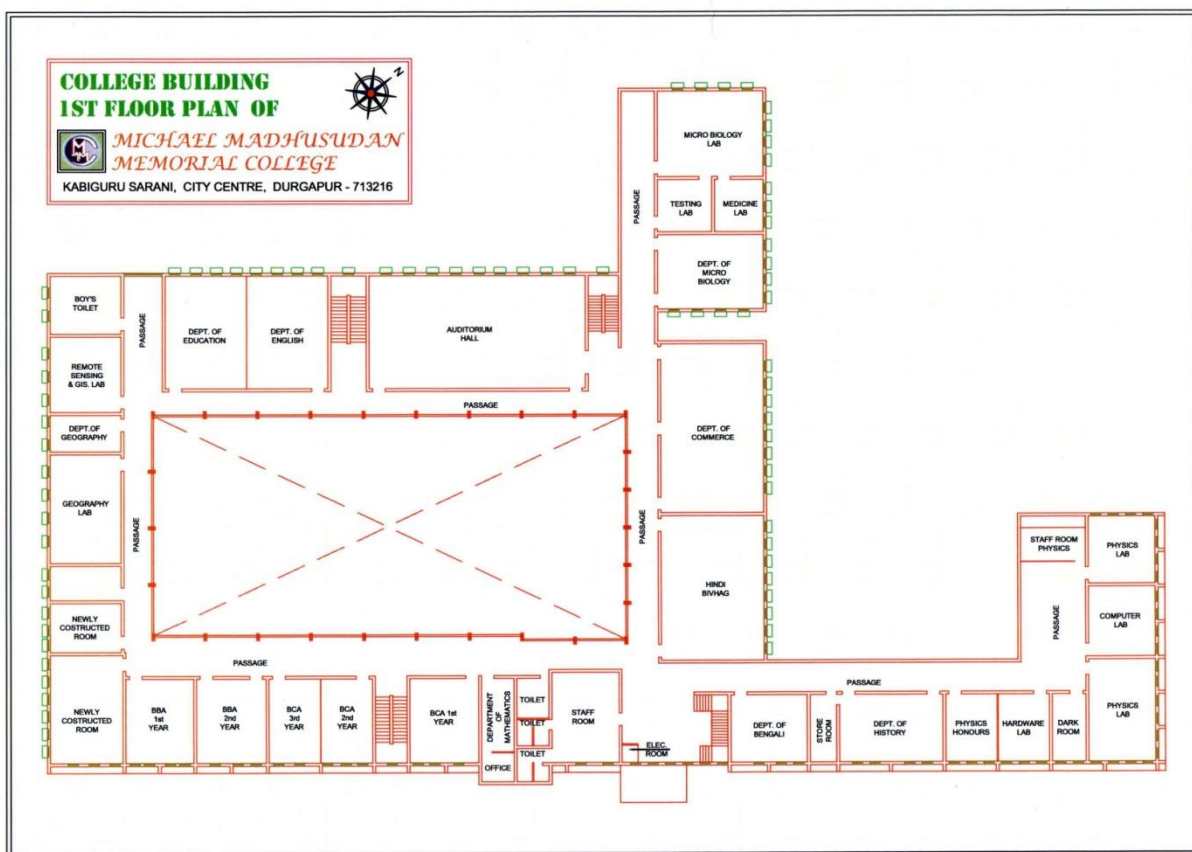 COLLEGE BUILDING
1ST FLOOR PLAN OF
MICHAEL MADHUSUDAN
MEMORIAL COLLEGE
KABIGURU SARANI, CITY CENTRE, DURGAPUR - 713216
N
MICRO BIOLOGY
LAB
PASSAGE
TESTING
LAB
MEDICINE
LAB
DEPT. OF
MICRO
BIOLOGY
BOY'S
TOILET
PASSAGE
DEPT. OF
EDUCATION
DEPT. OF
ENGLISH
AUDITORIUM
HALL
REMOTE
SENSING
& GIS. LAB
PASSAGE
DEPT.OF
GEOGRAPHY
DEPT. OF
COMMERCE
GEOGRAPHY
LAB
PASSAGE
PASSAGE
STAFF ROOM
PHYSICS
PHYSICS
LAB
HINDI
BIVHAG
NEWLY
COSTRUCTED
ROOM
PASSAGE
COMPUTER
LAB
PASSAGE
PASSAGE
NEWLY
COSTRUCTED
ROOM
BBA
1st
YEAR
BBA
2nd
YEAR
BCA
3rd
YEAR
BCA
2nd
YEAR
BCA 1st
YEAR
DEPARTMENT
OF
MATHEMATICS
OFFICE
TOILET
TOILET
TOILET
STAFF
ROOM
ELEC.
ROOM
DEPT. OF
BENGALI
STORE
ROOM
DEPT. OF
HISTORY
PHYSICS
HONOURS
HARDWARE
LAB
DARK
ROOM
PHYSICS
LAB